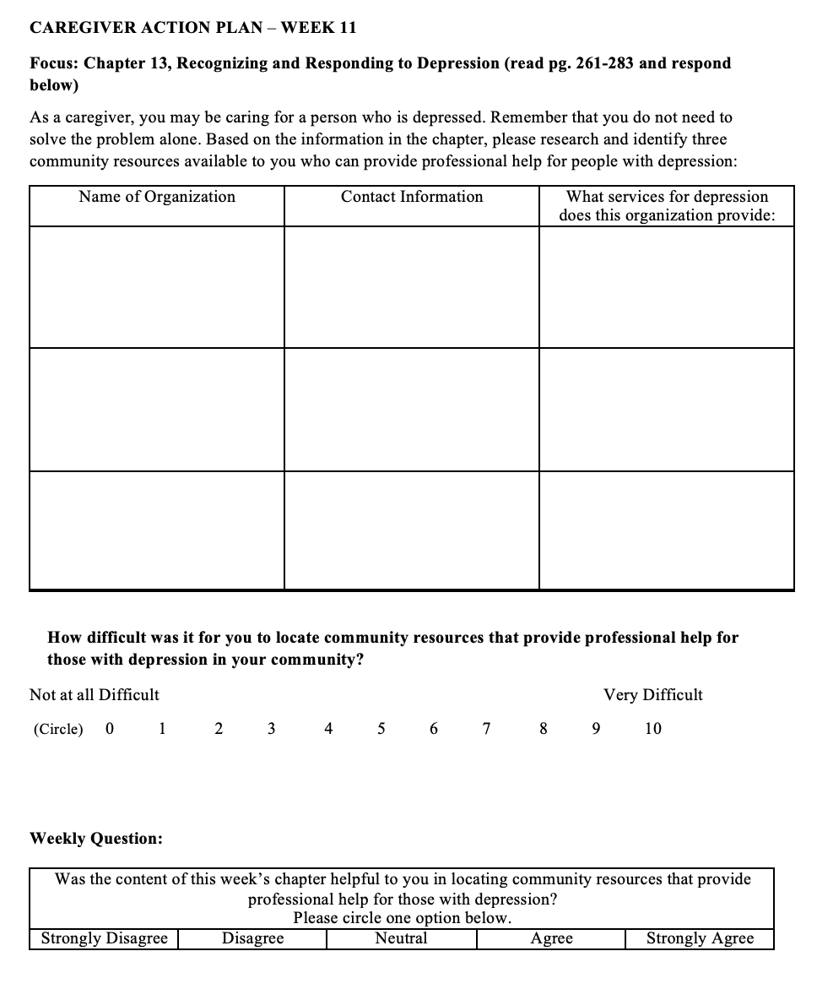 CAREGIVER ACTION PLAN – WEEK 11
Focus: Chapter 13, Recognizing and Responding to Depression (read pg. 261-283 and respond
below)
As a caregiver, you may be caring for a person who is depressed. Remember that you do not need to
solve the problem alone. Based on the information in the chapter, please research and identify three
community resources available to you who can provide professional help for people with depression:
Name of Organization
Contact Information
What services for depression
does this organization provide:
How difficult was it for you to locate community resources that provide professional help for
those with depression in your community?
Not at all Difficult Very Difficult
(Circle) 0 1 2 3 4 5 6 7 8 9 10
Weekly Question:
Was the content of this week’s chapter helpful to you in locating community resources that provide
professional help for those with depression?
Please circle one option below.
Strongly Disagree Disagree Neutral Agree Strongly Agree